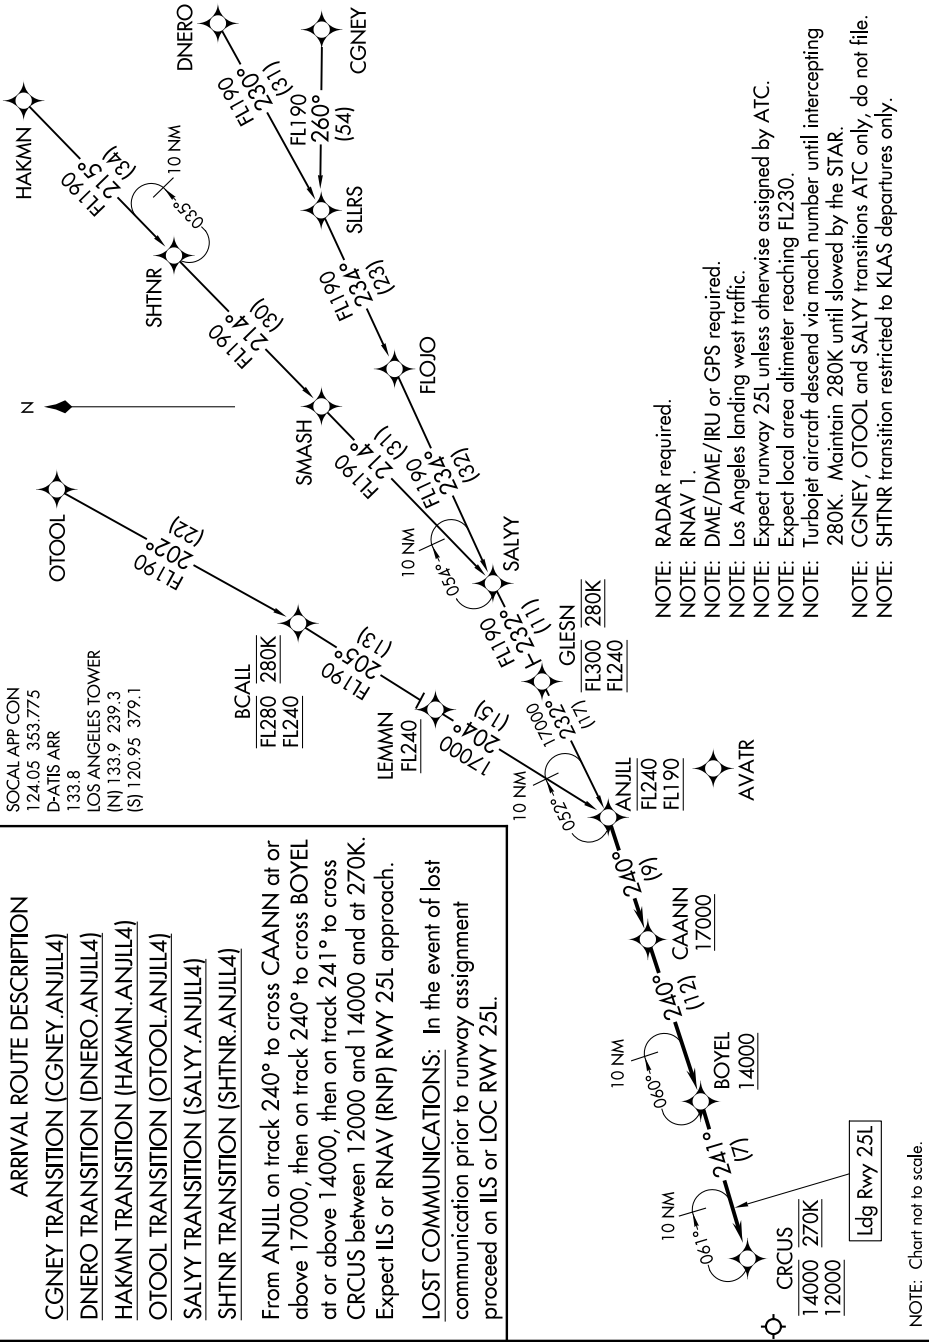 ARRIVAL ROUTE DESCRIPTION
CGNEY TRANSITION (CGNEY.ANJLL4)
DNERO TRANSITION (DNERO.ANJLL4)
HAKMN TRANSITION (HAKMN.ANJLL4)
OTOOL TRANSITION (OTOOL.ANJLL4)
SALYY TRANSITION (SALYY.ANJLL4)
SHTNR TRANSITION (SHTNR.ANJLL4)
From ANJLL on track 240° to cross CAANN at or
above 17000, then on track 240° to cross BOYEL
at or above 14000, then on track 241° to cross
CRCUS between 12000 and 14000 and at 270K.
Expect ILS or RNAV (RNP) RWY 25L approach.
LOST COMMUNICATIONS: In the event of lost
communication prior to runway assignment
proceed on ILS or LOC RWY 25L.
SOCAL APP CON
124.05 353.775
D-ATIS ARR
133.8
LOS ANGELES TOWER
(N) 133.9 239.3
(S) 120.95 379.1
N
OTOOL
FL190
202°
(22)
BCALL
FL280 280K
FL240
FL190
205°
(13)
LEMMN
FL240
17000
204°
(15)
HAKMN
FL190
215°
(34)
10 NM
035°
SHTNR
FL190
214°
(30)
SMASH
FL190
214°
(31)
DNERO
FL190
230°
(31)
CGNEY
FL190
260°
(54)
SLLRS
FL190
234°
(23)
FLOJO
FL190
234°
(32)
10 NM
054°
SALYY
FL190
232°
(11)
GLESN
FL300 280K
FL240
17000
232°
(17)
10 NM
052°
ANJLL
FL240
FL190
AVATR
240°
(9)
CAANN
17000
240°
(12)
10 NM
060°
BOYEL
14000
241°
(7)
10 NM
061°
CRCUS
14000 270K
12000
Ldg Rwy 25L
NOTE: RADAR required.
NOTE: RNAV 1.
NOTE: DME/DME/IRU or GPS required.
NOTE: Los Angeles landing west traffic.
NOTE: Expect runway 25L unless otherwise assigned by ATC.
NOTE: Expect local area altimeter reaching FL230.
NOTE: Turbojet aircraft descend via mach number until intercepting
280K. Maintain 280K until slowed by the STAR.
NOTE: CGNEY, OTOOL and SALYY transitions ATC only, do not file.
NOTE: SHTNR transition restricted to KLAS departures only.
NOTE: Chart not to scale.